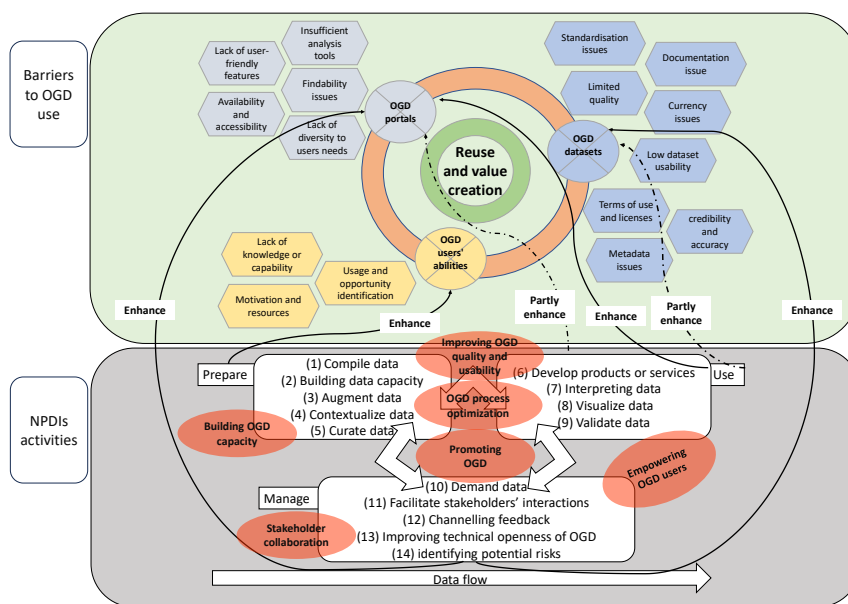 Barriers
to OGD
use
Lack of user-
friendly
features
Insufficient
analysis
tools
Availability and
accessibility
Findability
issues
Lack of
diversity to
users needs
OGD
portals
Reuse
and value
creation
OGD
datasets
OGD
users'
abilities
Standardisation
issues
Documentation
issue
Limited
quality
Currency
issues
Low dataset
usability
Terms of use
and licenses
credibility and
accuracy
Metadata
issues
Lack of
knowledge or
capability
Usage and
opportunity
identification
Motivation and
resources
Enhance
Enhance
Partly
enhance
Enhance
Partly
enhance
Enhance
NPDIs
activities
Prepare
(1) Compile data
(2) Building data capacity
(3) Augment data
(4) Contextualize data
(5) Curate data
Improving OGD
quality and
usability
OGD process
optimization
Promoting
OGD
Use
(6) Develop products or services
(7) Interpreting data
(8) Visualize data
(9) Validate data
Building OGD
capacity
Empowering
OGD users
Manage
(10) Demand data
(11) Facilitate stakeholders' interactions
(12) Channelling feedback
(13) Improving technical openness of OGD
(14) identifying potential risks
Stakeholder
collaboration
Data flow